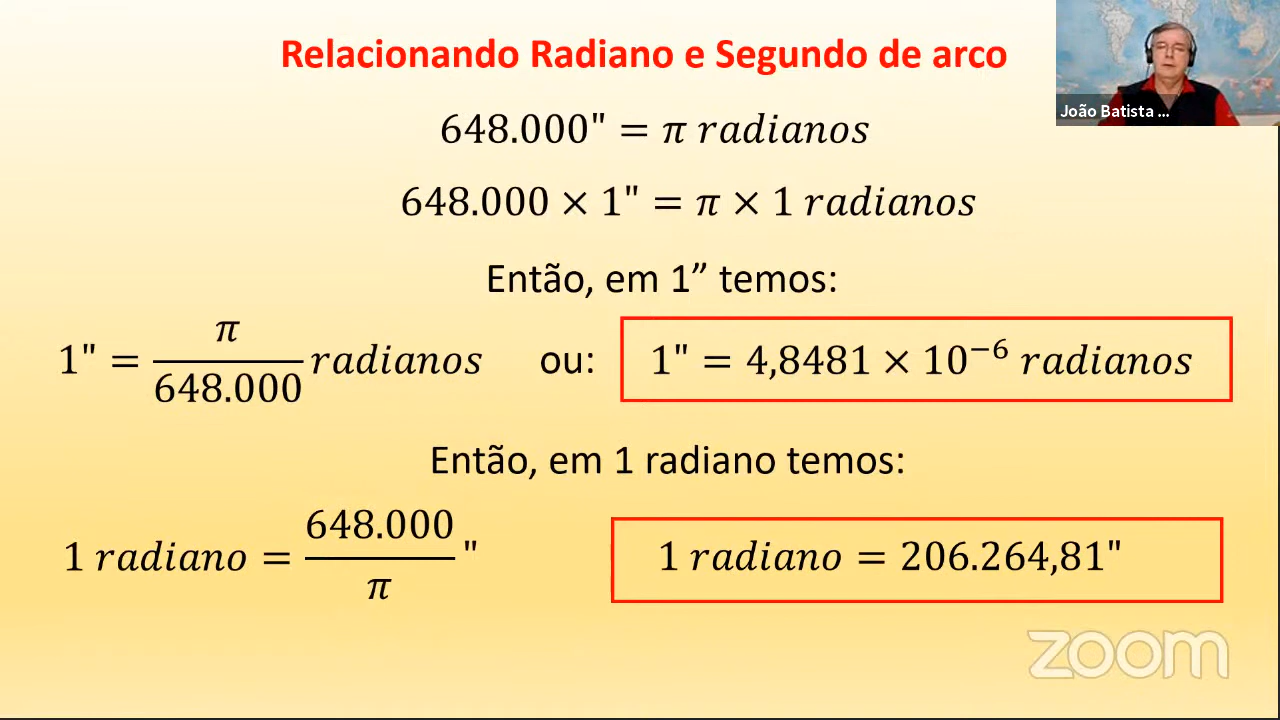 Relacionando Radiano e Segundo de arco
João Batista ...
648.000" = π radianos
648.000 × 1" = π × 1 radianos
Então, em 1” temos:
1" = π/648.000 radianos ou: 1" = 4,8481 × 10⁻⁶ radianos
Então, em 1 radiano temos:
1 radiano = 648.000/π " 1 radiano = 206.264,81"
zoom